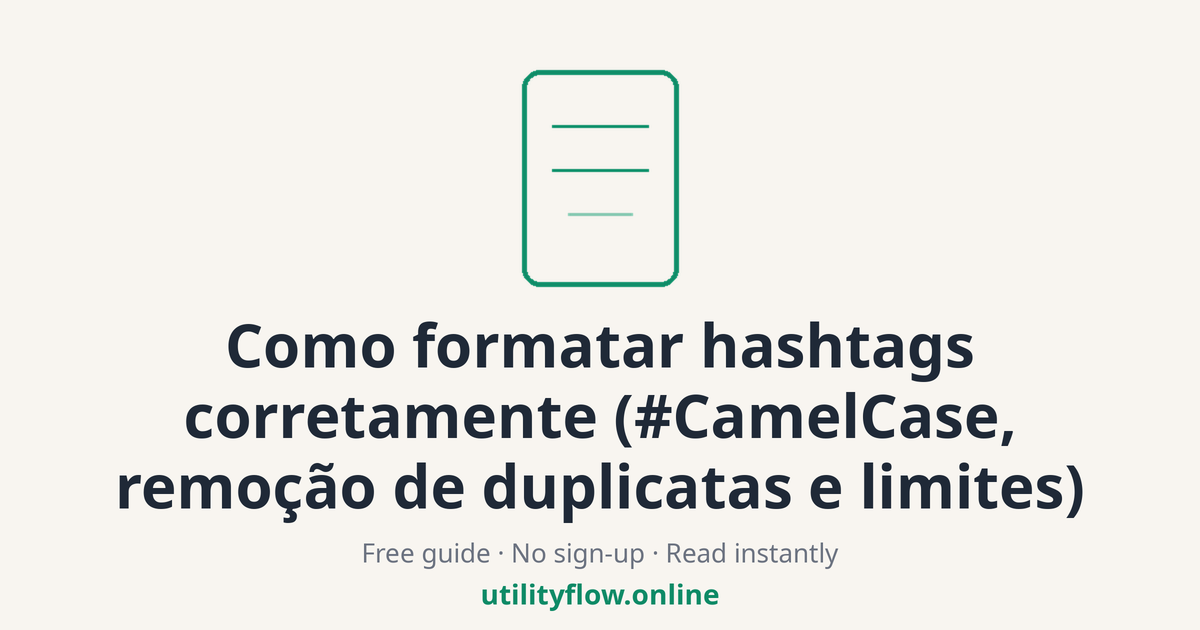 Como formatar hashtags
corretamente (#CamelCase,
remoção de duplicatas e limites)
Free guide · No sign-up · Read instantly
utilityflow.online